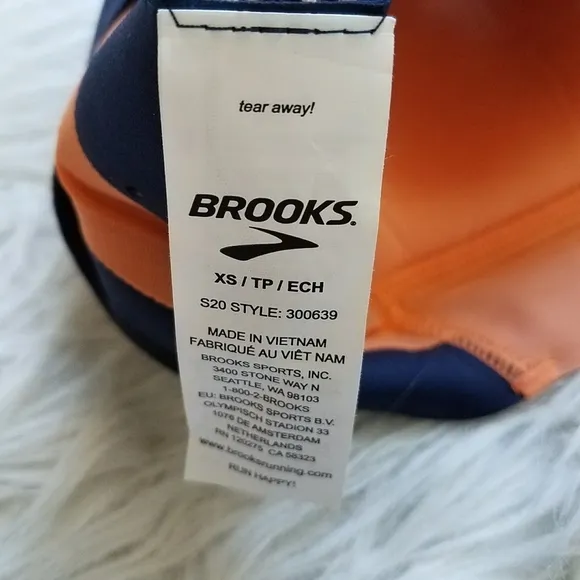 tear away!
BROOKS
XS / TP / ECH
S20 STYLE: 300639
MADE IN VIETNAM
FABRIQUÉ AU VIÊT NAM
BROOKS SPORTS, INC.
3400 STONE WAY N
SEATTLE, WA 98103
1-800-2-BROOKS
EU: BROOKS SPORTS B.V.
OLYMPISCH STADION 33
1076 DE AMSTERDAM
NETHERLANDS
RN 120275 CA 56323
www.brooksrunning.com
RUN HAPPY!